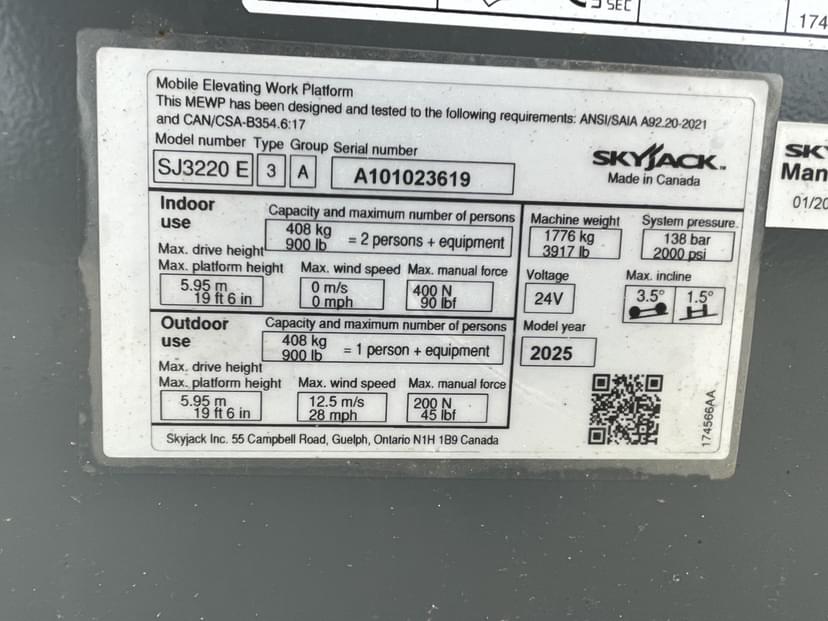 3 SEC
174
Mobile Elevating Work Platform
This MEWP has been designed and tested to the following requirements: ANSI/SAIA A92.20-2021
and CAN/CSA-B354.6:17
Model number Type Group Serial number
SJ3220 E 3 A A101023619
SKYJACK
Made in Canada
Indoor
use
Capacity and maximum number of persons
408 kg
900 lb = 2 persons + equipment
Max. drive height
Max. platform height Max. wind speed Max. manual force
5.95 m 0 m/s 400 N
19 ft 6 in 0 mph 90 lbf
Machine weight System pressure
1776 kg 138 bar
3917 lb 2000 psi
Voltage Max. incline
24V 3.5° 1.5°
Model year
2025
Outdoor
use
Capacity and maximum number of persons
408 kg
900 lb = 1 person + equipment
Max. drive height
Max. platform height Max. wind speed Max. manual force
5.95 m 12.5 m/s 200 N
19 ft 6 in 28 mph 45 lbf
174566AA
Skyjack Inc. 55 Campbell Road, Guelph, Ontario N1H 1B9 Canada
SKY
Man
01/20